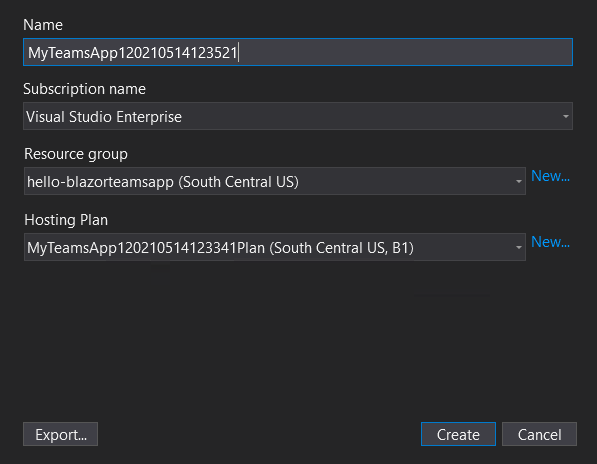 Name
MyTeamsApp120210514123521
Subscription name
Visual Studio Enterprise
Resource group
hello-blazorteamsapp (South Central US)
New...
Hosting Plan
MyTeamsApp120210514123341Plan (South Central US, B1)
New...
Export...
Create
Cancel